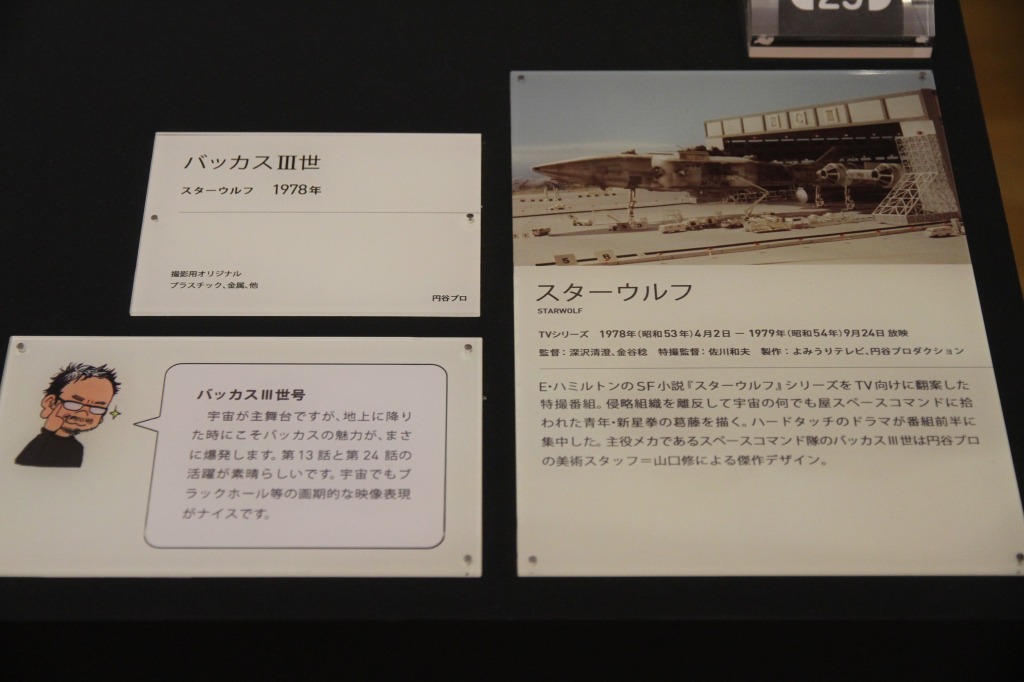 バッカスⅢ世
スターウルフ 1978年
撮影用オリジナル
プラスチック、金属、他
円谷プロ
バッカスⅢ世号
宇宙が主舞台ですが、地上に降り
た時にこそバッカスの魅力が、まさ
に爆発します。第13話と第24話の
活躍が素晴らしいです。宇宙でもブ
ラックホール等の画期的な映像表現
がナイスです。
29
スターウルフ
STARWOLF
TVシリーズ 1978年(昭和53年)4月2日 ― 1979年(昭和54年)9月24日 放映
監督：深沢清澄、金谷稔 特撮監督：佐川和夫 製作：よみうりテレビ、円谷プロダクション
E・ハミルトンのSF小説『スターウルフ』シリーズをTV向けに翻案した
特撮番組。侵略組織を離反して宇宙の何でも屋スペースコマンドに拾
われた青年・新星拳の葛藤を描く。ハードタッチのドラマが番組前半に
集中した。主役メカであるスペースコマンド隊のバッカスⅢ世は円谷プロ
の美術スタッフ＝山口修による傑作デザイン。